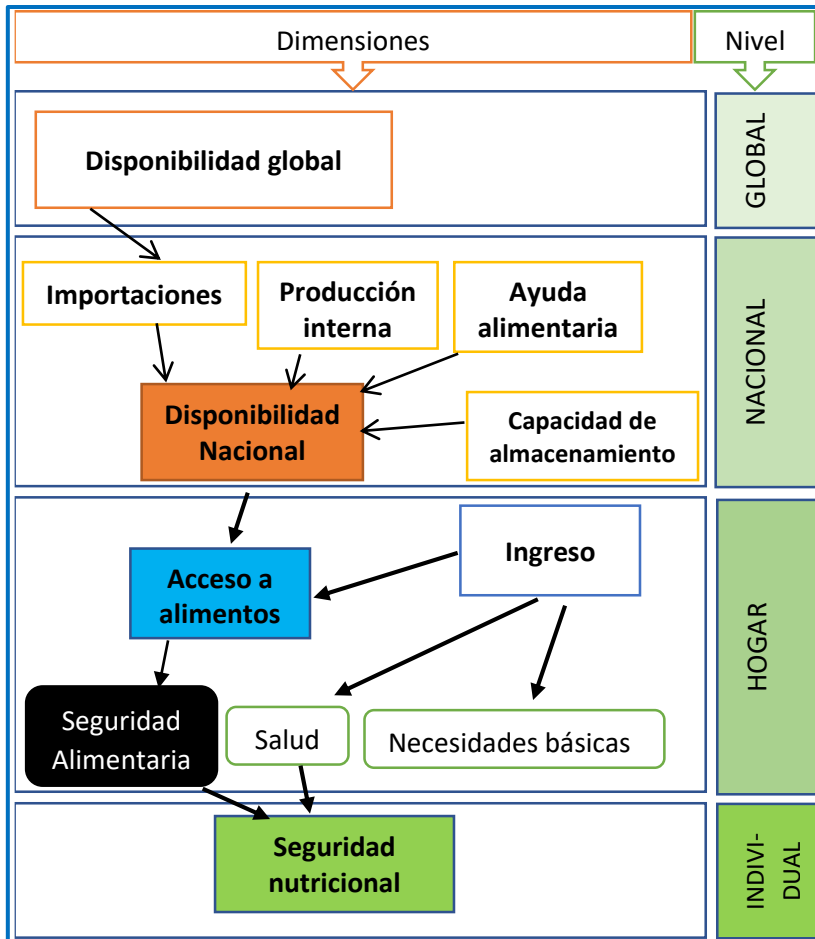 Dimensiones
Nivel
Disponibilidad global
GLOBAL
Importaciones
Producción
interna
Ayuda
alimentaria
Disponibilidad
Nacional
Capacidad de
almacenamiento
NACIONAL
Acceso a
alimentos
Ingreso
Seguridad
Alimentaria
Salud
Necesidades básicas
HOGAR
Seguridad
nutricional
INDIVI-
DUAL